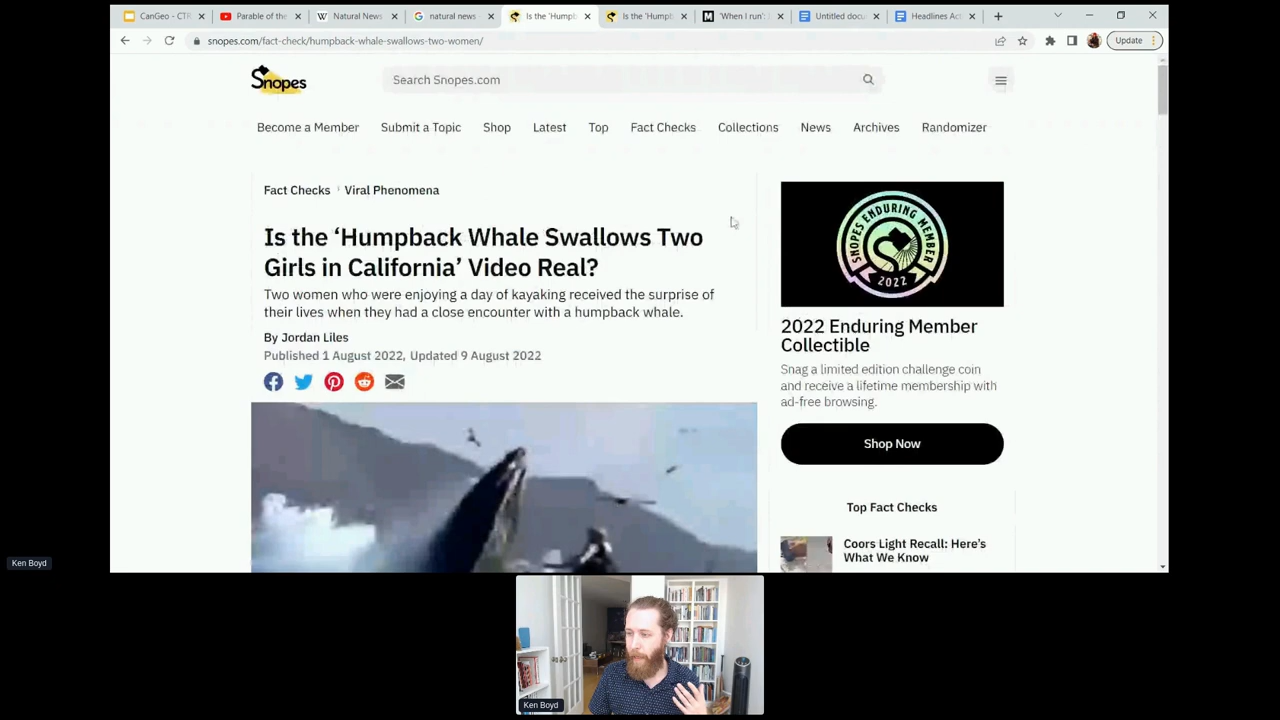 CanGeo - CTR
Parable of the
Natural News
natural news
Is the 'Humpb
Is the 'Humpb
'When I run':
Untitled docu
Headlines Act
snopes.com/fact-check/humpback-whale-swallows-two-women/
Update
Snopes
Search Snopes.com
Become a Member
Submit a Topic
Shop
Latest
Top
Fact Checks
Collections
News
Archives
Randomizer
Fact Checks
Viral Phenomena
Is the ‘Humpback Whale Swallows Two
Girls in California’ Video Real?
Two women who were enjoying a day of kayaking received the surprise of
their lives when they had a close encounter with a humpback whale.
By Jordan Liles
Published 1 August 2022, Updated 9 August 2022
SNOPES ENDURING MEMBER
2022
2022 Enduring Member
Collectible
Snag a limited edition challenge coin
and receive a lifetime membership with
ad-free browsing.
Shop Now
Top Fact Checks
Coors Light Recall: Here’s
What We Know
Ken Boyd
Ken Boyd